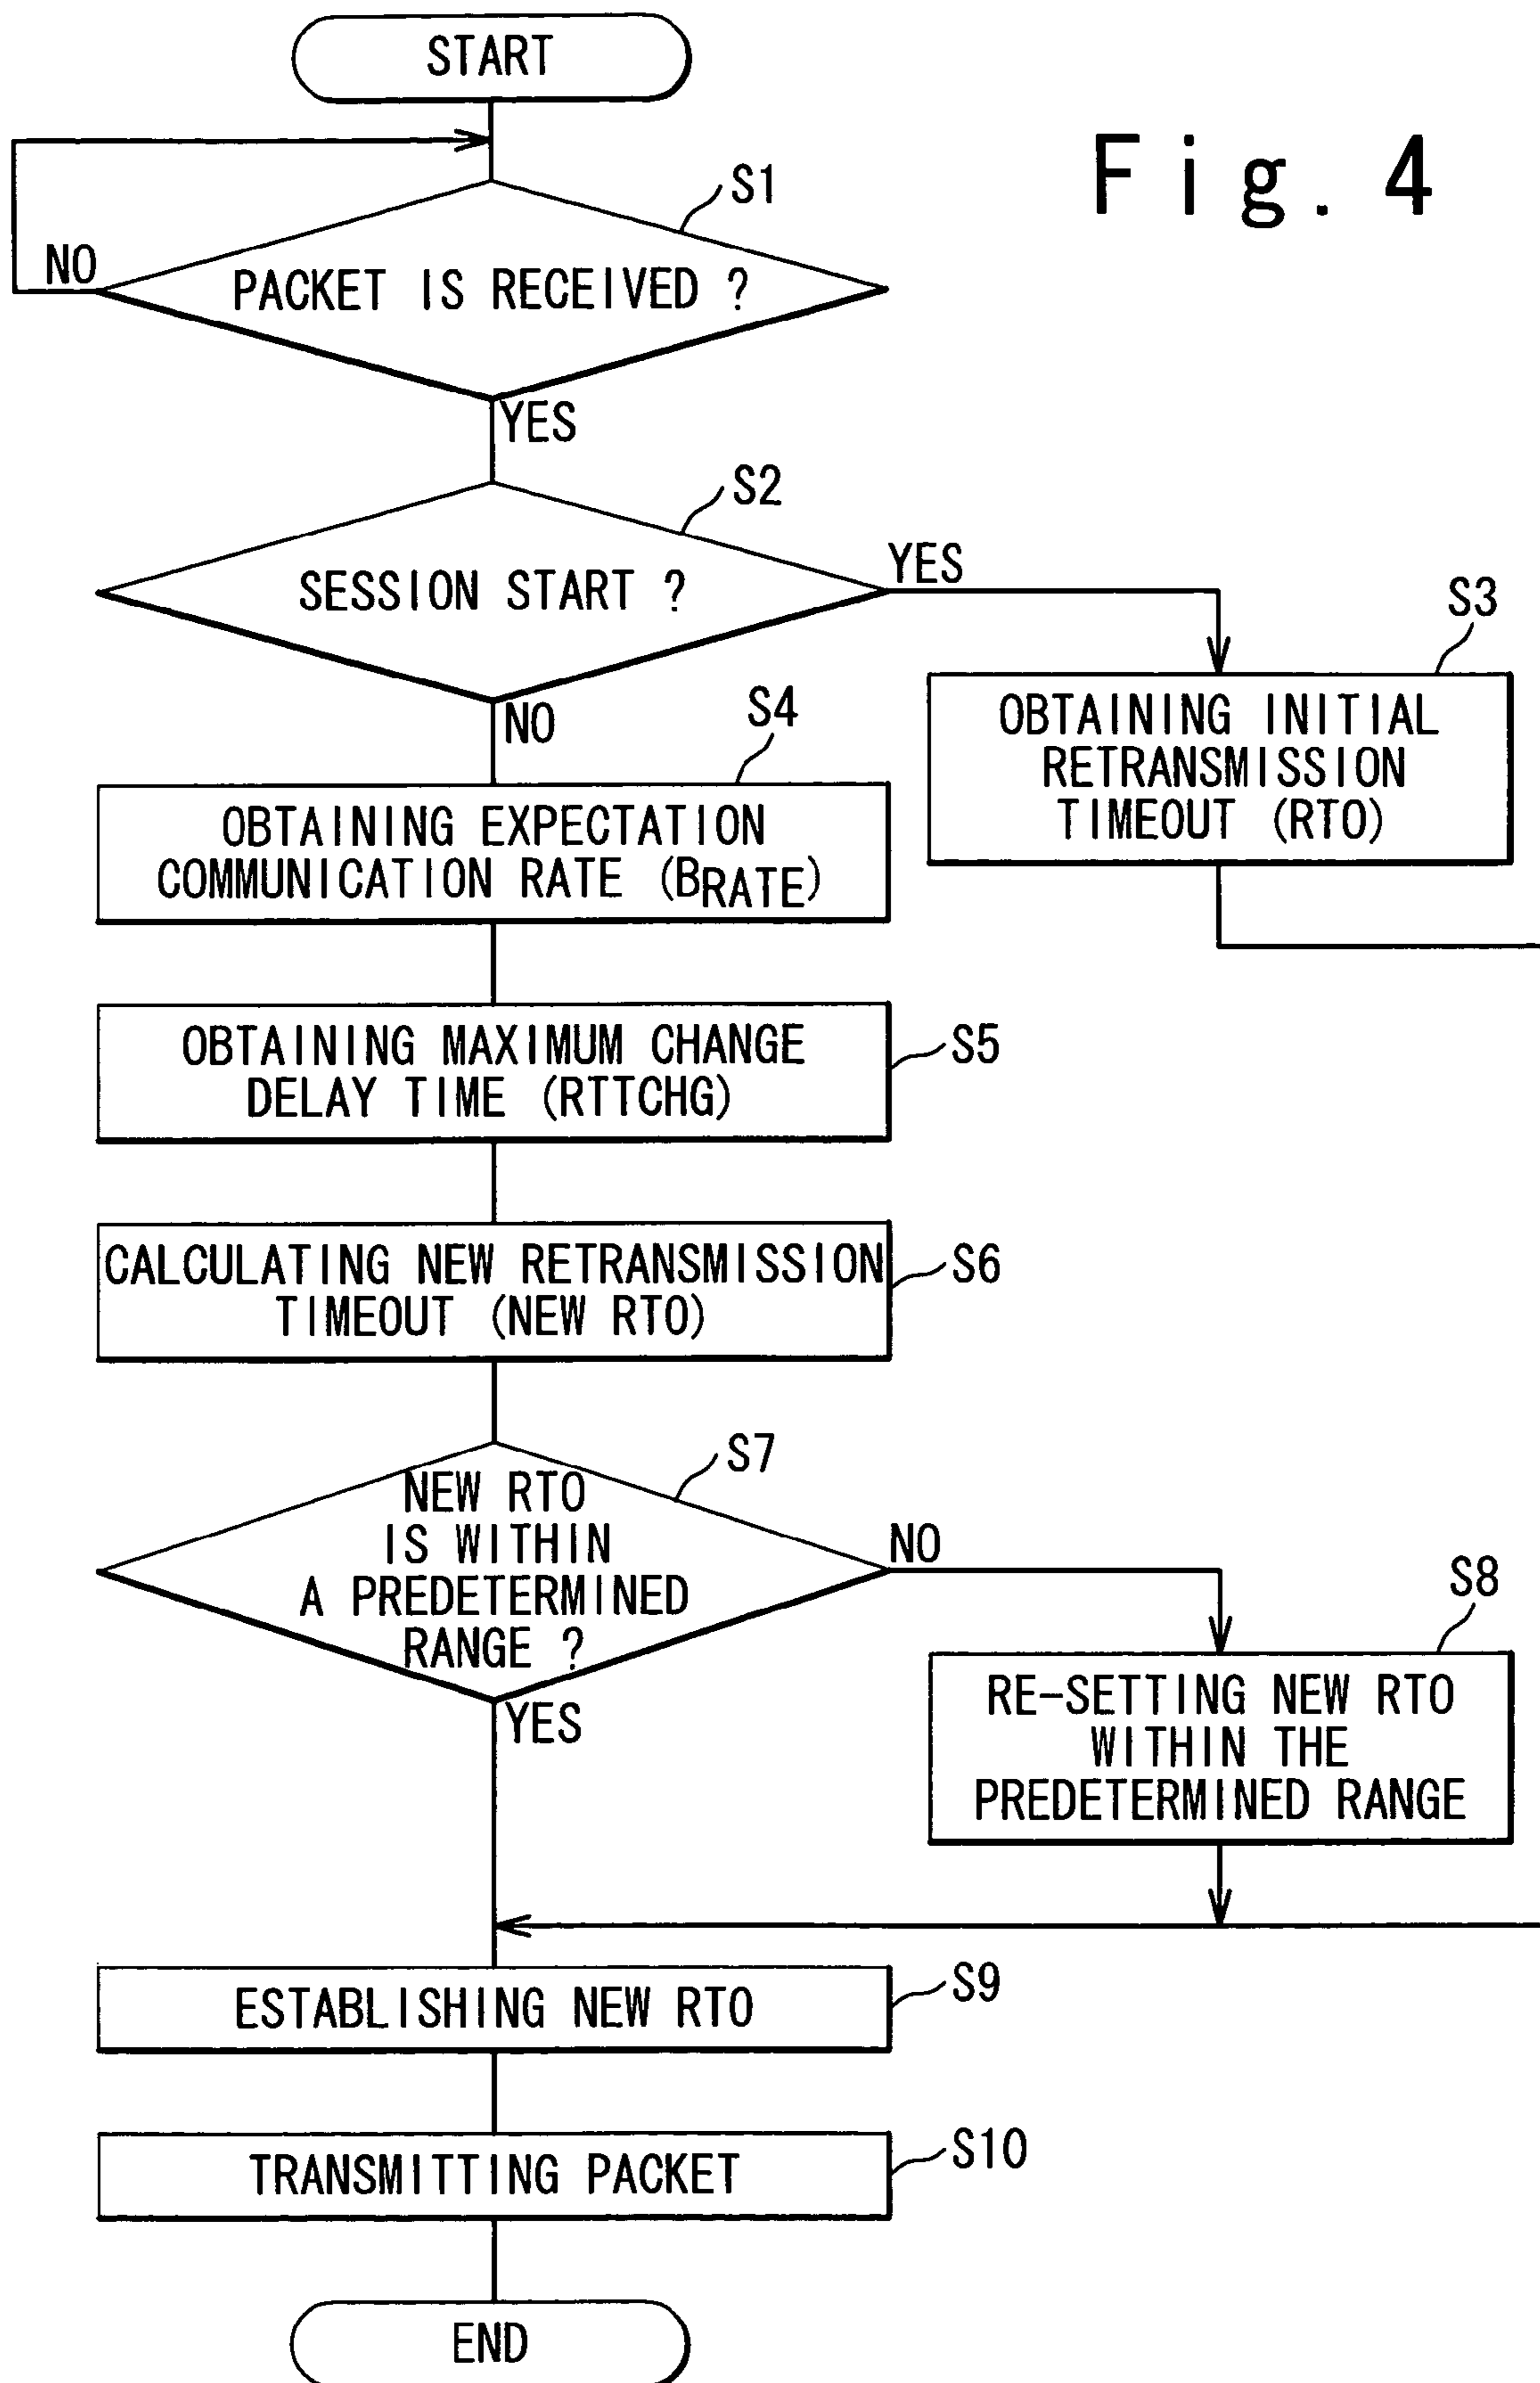 START
Fig. 4
S1
NO
PACKET IS RECEIVED ?
YES
S2
SESSION START ?
YES
S3
NO
S4
OBTAINING INITIAL
RETRANSMISSION
TIMEOUT (RTO)
OBTAINING EXPECTATION
COMMUNICATION RATE (BRATE)
OBTAINING MAXIMUM CHANGE
DELAY TIME (RTTCHG)
S5
CALCULATING NEW RETRANSMISSION
TIMEOUT (NEW RTO)
S6
S7
NEW RTO
IS WITHIN
A PREDETERMINED
RANGE ?
NO
S8
YES
RE-SETTING NEW RTO
WITHIN THE
PREDETERMINED RANGE
ESTABLISHING NEW RTO
S9
TRANSMITTING PACKET
S10
END